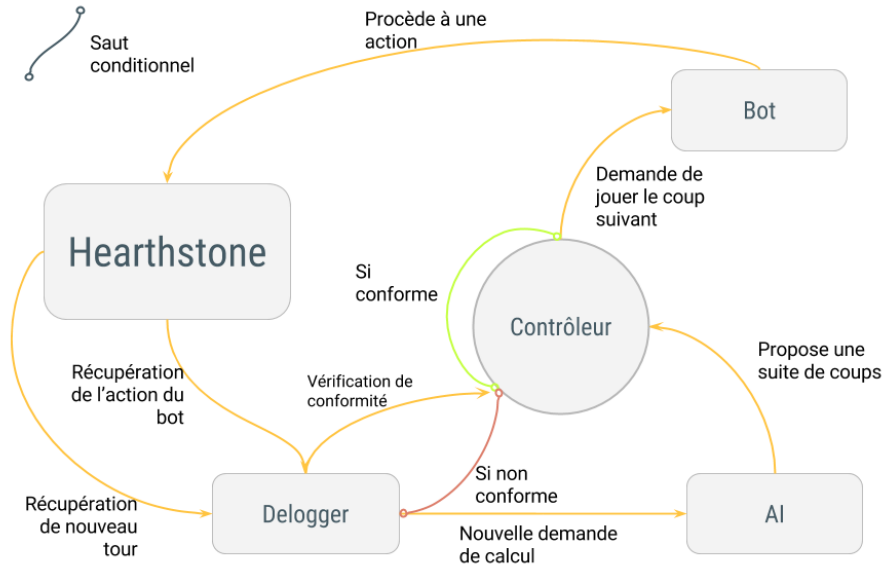 Procède à une
action
Saut
conditionnel
Bot
Demande de
jouer le coup
suivant
Hearthstone
Si
conforme
Contrôleur
Propose une
suite de coups
Récupération
de l'action du
bot
Vérification de
conformité
Si non
conforme
Récupération
de nouveau
tour
Delogger
AI
Nouvelle demande
de calcul